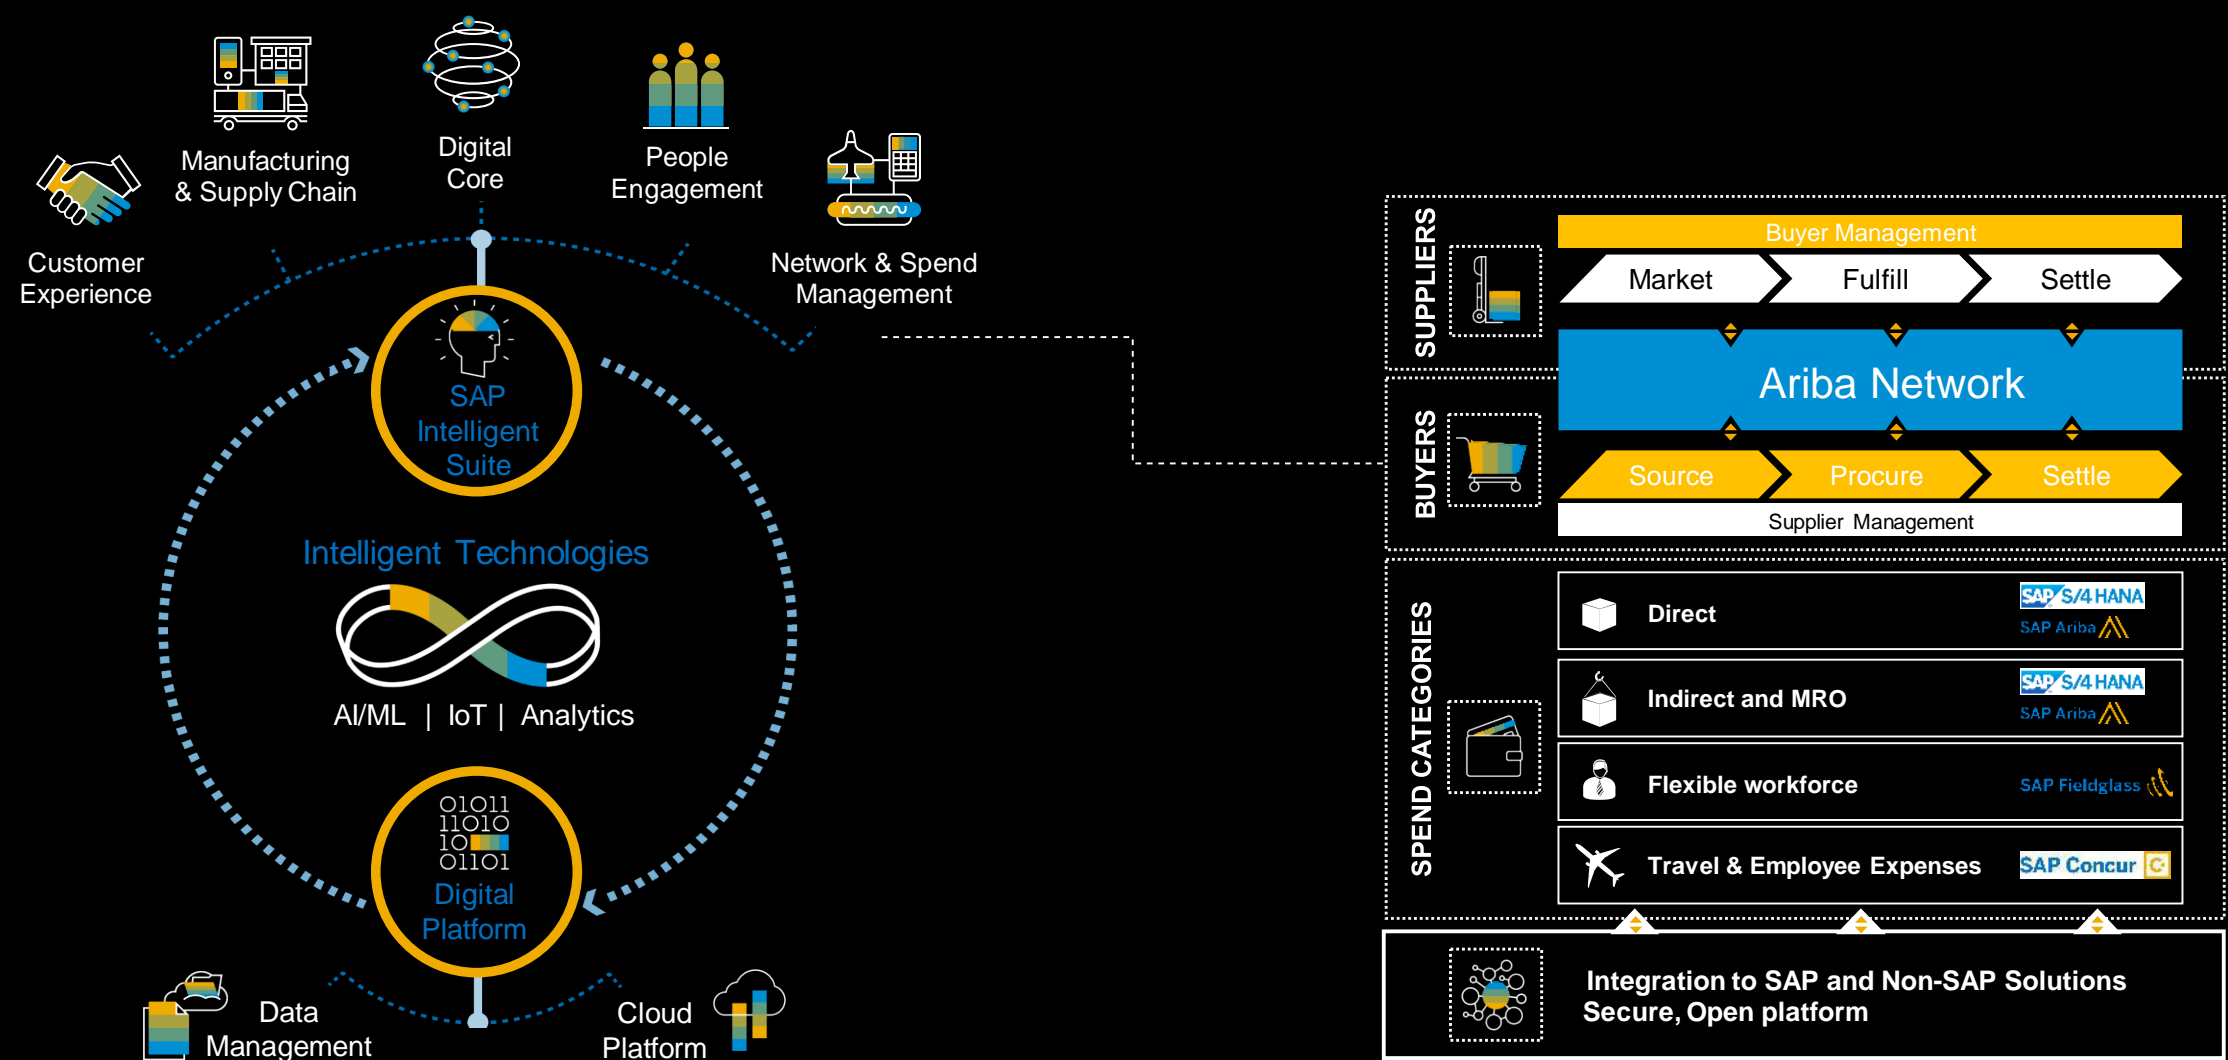 Manufacturing
& Supply Chain
Digital
Core
People
Engagement
Customer
Experience
Network & Spend
Management
SAP
Intelligent
Suite
Intelligent Technologies
AI/ML | IoT | Analytics
01011
11010
10
01101
Digital
Platform
Data
Management
Cloud
Platform
SUPPLIERS
Buyer Management
Market
Fulfill
Settle
Ariba Network
BUYERS
Source
Procure
Settle
Supplier Management
SPEND CATEGORIES
Direct
SAP S/4HANA
SAP Ariba
Indirect and MRO
SAP S/4HANA
SAP Ariba
Flexible workforce
SAP Fieldglass
Travel & Employee Expenses
SAP Concur C
Integration to SAP and Non-SAP Solutions
Secure, Open platform